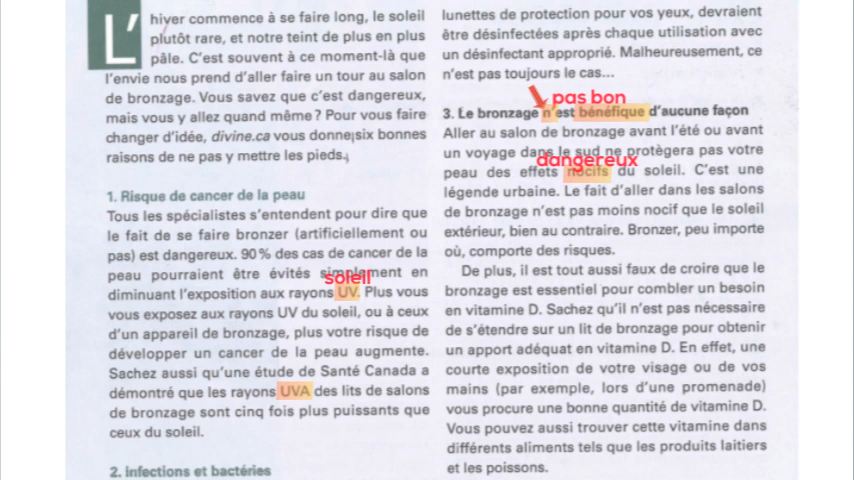 L'hiver commence à se faire long, le soleil
plutôt rare, et notre teint de plus en plus
pâle. C'est souvent à ce moment-là que
l'envie nous prend d'aller faire un tour au salon
de bronzage. Vous savez que c'est dangereux,
mais vous y allez quand même? Pour vous faire
changer d'idée, divine.ca vous donne six bonnes
raisons de ne pas y mettre les pieds.
1. Risque de cancer de la peau
Tous les spécialistes s'entendent pour dire que
le fait de se faire bronzer (artificiellement ou
pas) est dangereux. 90 % des cas de cancer de la
peau pourraient être évités simplement en
soleil
diminuant l'exposition aux rayons UV. Plus vous
vous exposez aux rayons UV du soleil, ou à ceux
d'un appareil de bronzage, plus votre risque de
développer un cancer de la peau augmente.
Sachez aussi qu'une étude de Santé Canada a
démontré que les rayons UVA des lits de salons
de bronzage sont cinq fois plus puissants que
ceux du soleil.
2. Infections et bactéries
lunettes de protection pour vos yeux, devraient
être désinfectées après chaque utilisation avec
un désinfectant approprié. Malheureusement, ce
n'est pas toujours le cas...
pas bon
3. Le bronzage n'est bénéfique d'aucune façon
Aller au salon de bronzage avant l'été ou avant
un voyage dans le sud ne protègera pas votre
dangereux
peau des effets nocifs du soleil. C'est une
légende urbaine. Le fait d'aller dans les salons
de bronzage n'est pas moins nocif que le soleil
extérieur, bien au contraire. Bronzer, peu importe
où, comporte des risques.
De plus, il est tout aussi faux de croire que le
bronzage est essentiel pour combler un besoin
en vitamine D. Sachez qu'il n'est pas nécessaire
de s'étendre sur un lit de bronzage pour obtenir
un apport adéquat en vitamine D. En effet, une
courte exposition de votre visage ou de vos
mains (par exemple, lors d'une promenade)
vous procure une bonne quantité de vitamine D.
Vous pouvez aussi trouver cette vitamine dans
différents aliments tels que les produits laitiers
et les poissons.